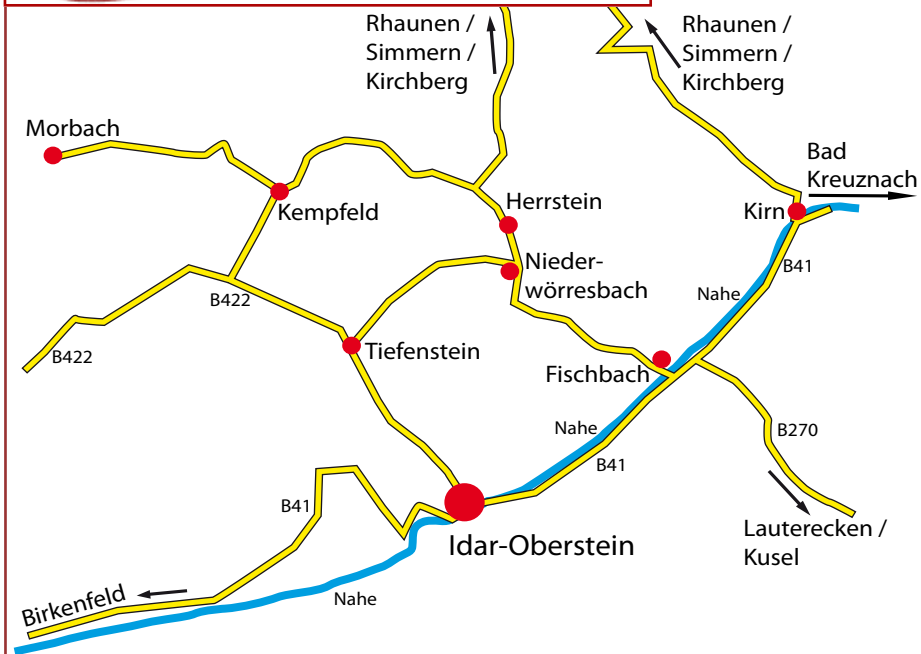 Rhaunen /
Simmern /
Kirchberg
Rhaunen /
Simmern /
Kirchberg
Morbach
Bad
Kreuznach
Kempfeld
Herrstein
Kirn
Nieder-
wörresbach
B41
Nahe
B422
B422
Tiefenstein
Fischbach
Nahe
B270
B41
B41
Lauterecken /
Kusel
Idar-Oberstein
Birkenfeld
Nahe